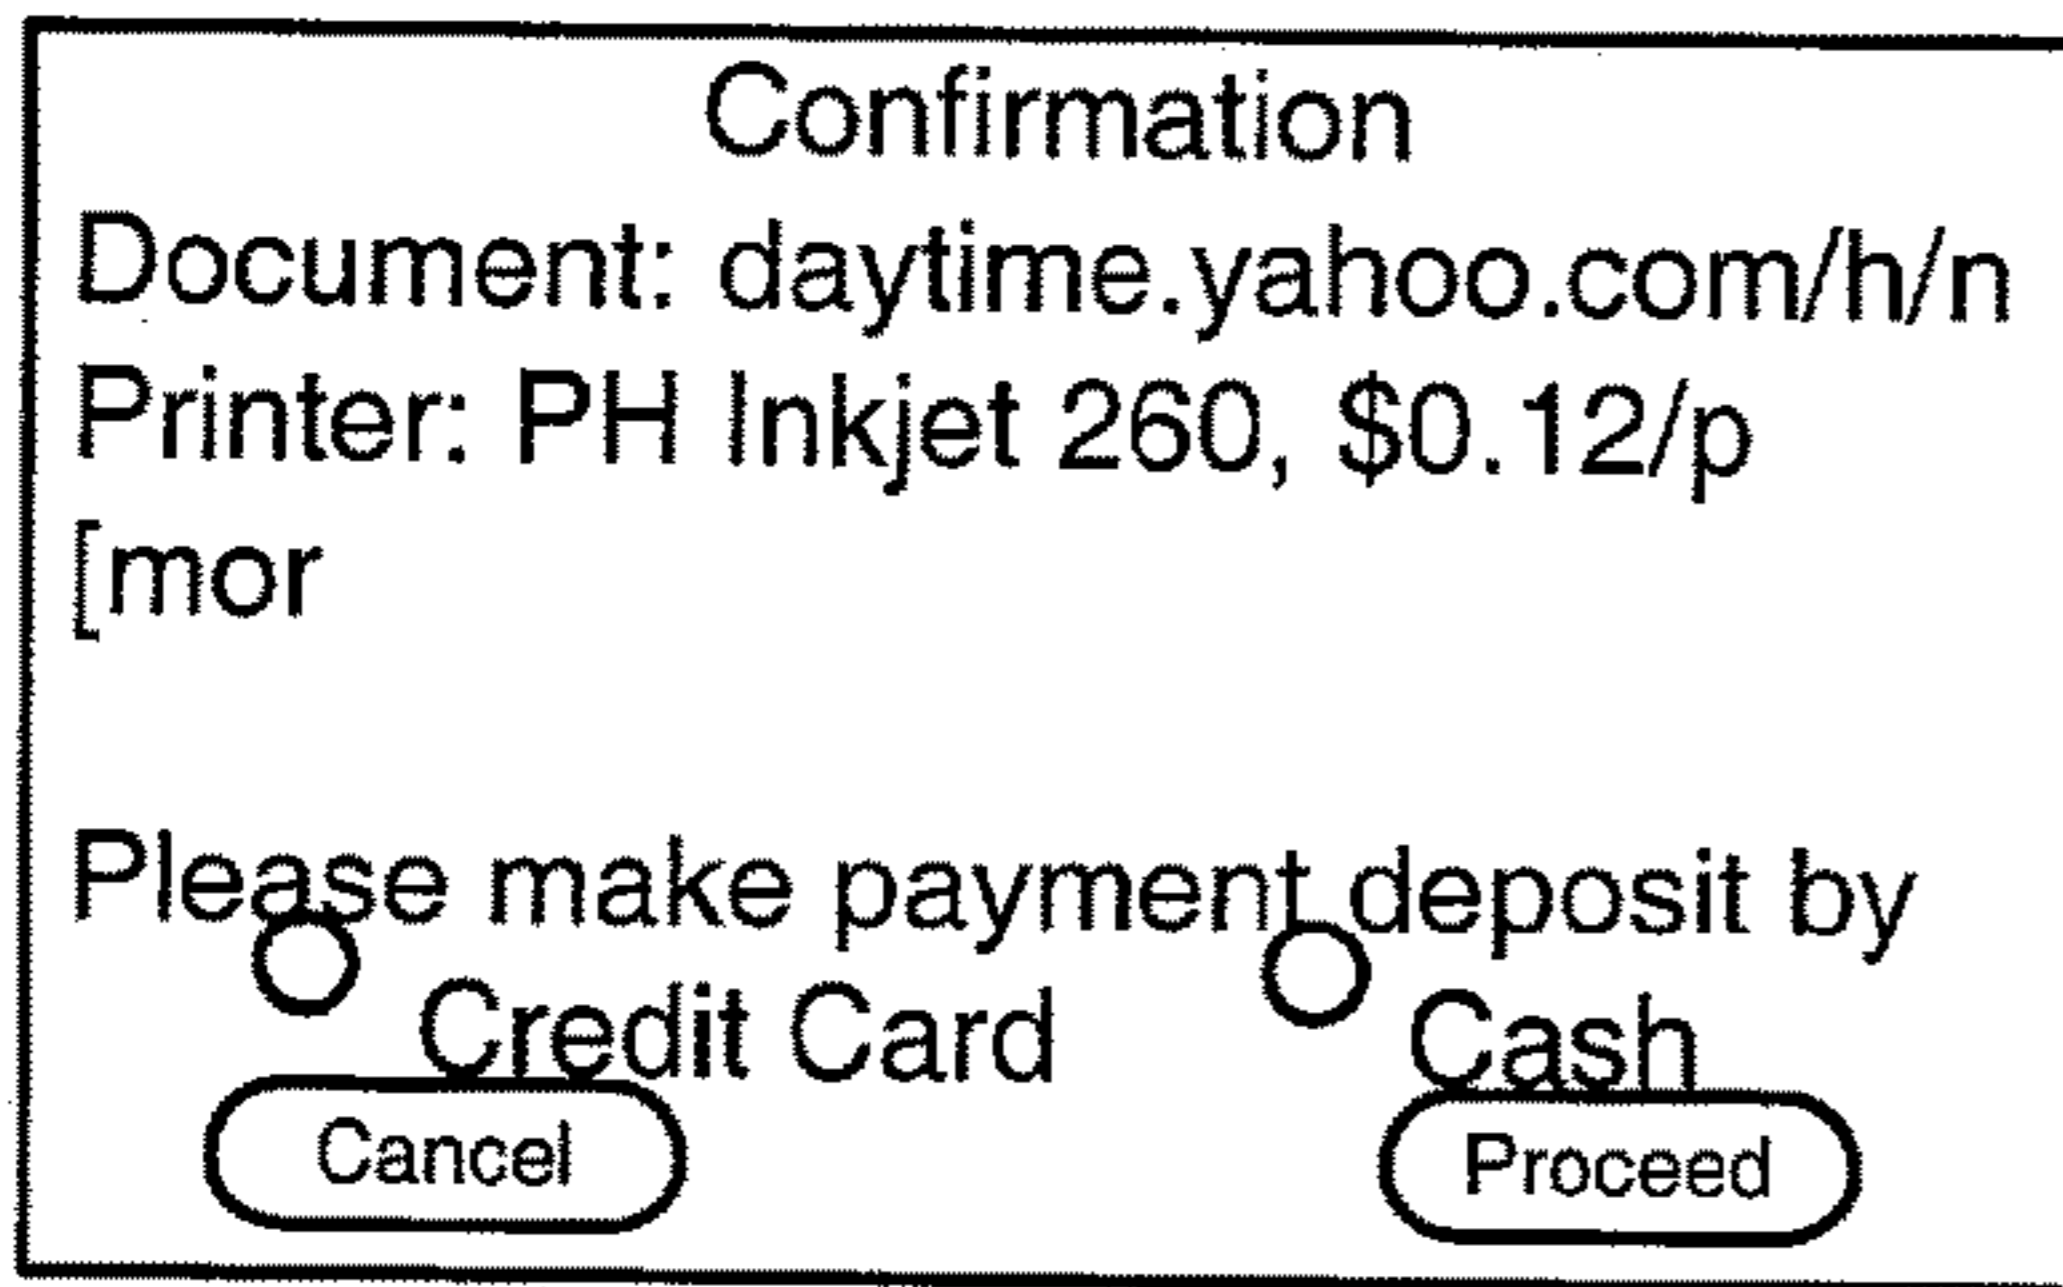 Confirmation
Document: daytime.yahoo.com/h/n
Printer: PH Inkjet 260, $0.12/p
[mor
Please make payment deposit by
Credit Card Cash
Cancel Proceed